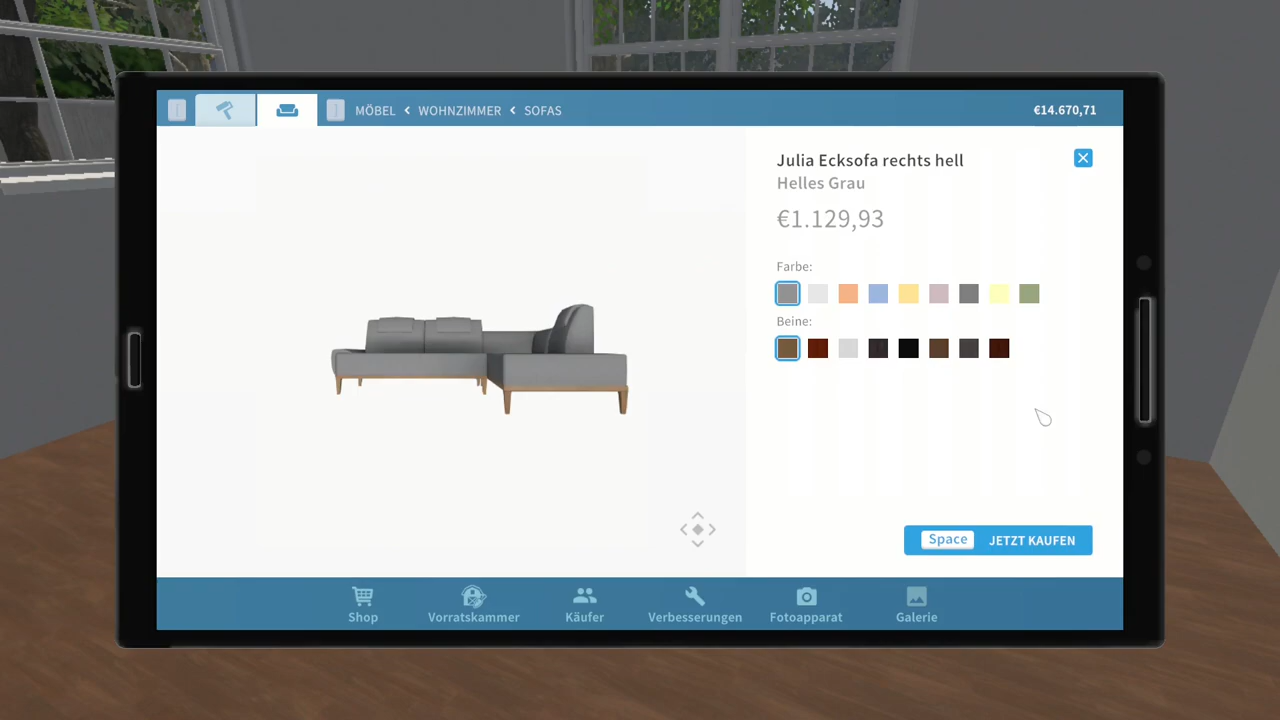 MÖBEL < WOHNZIMMER < SOFAS
€14.670,71
Julia Ecksofa rechts hell
Helles Grau
€1.129,93
Farbe:
Beine:
Space JETZT KAUFEN
Shop
Vorratskammer
Käufer
Verbesserungen
Fotoapparat
Galerie